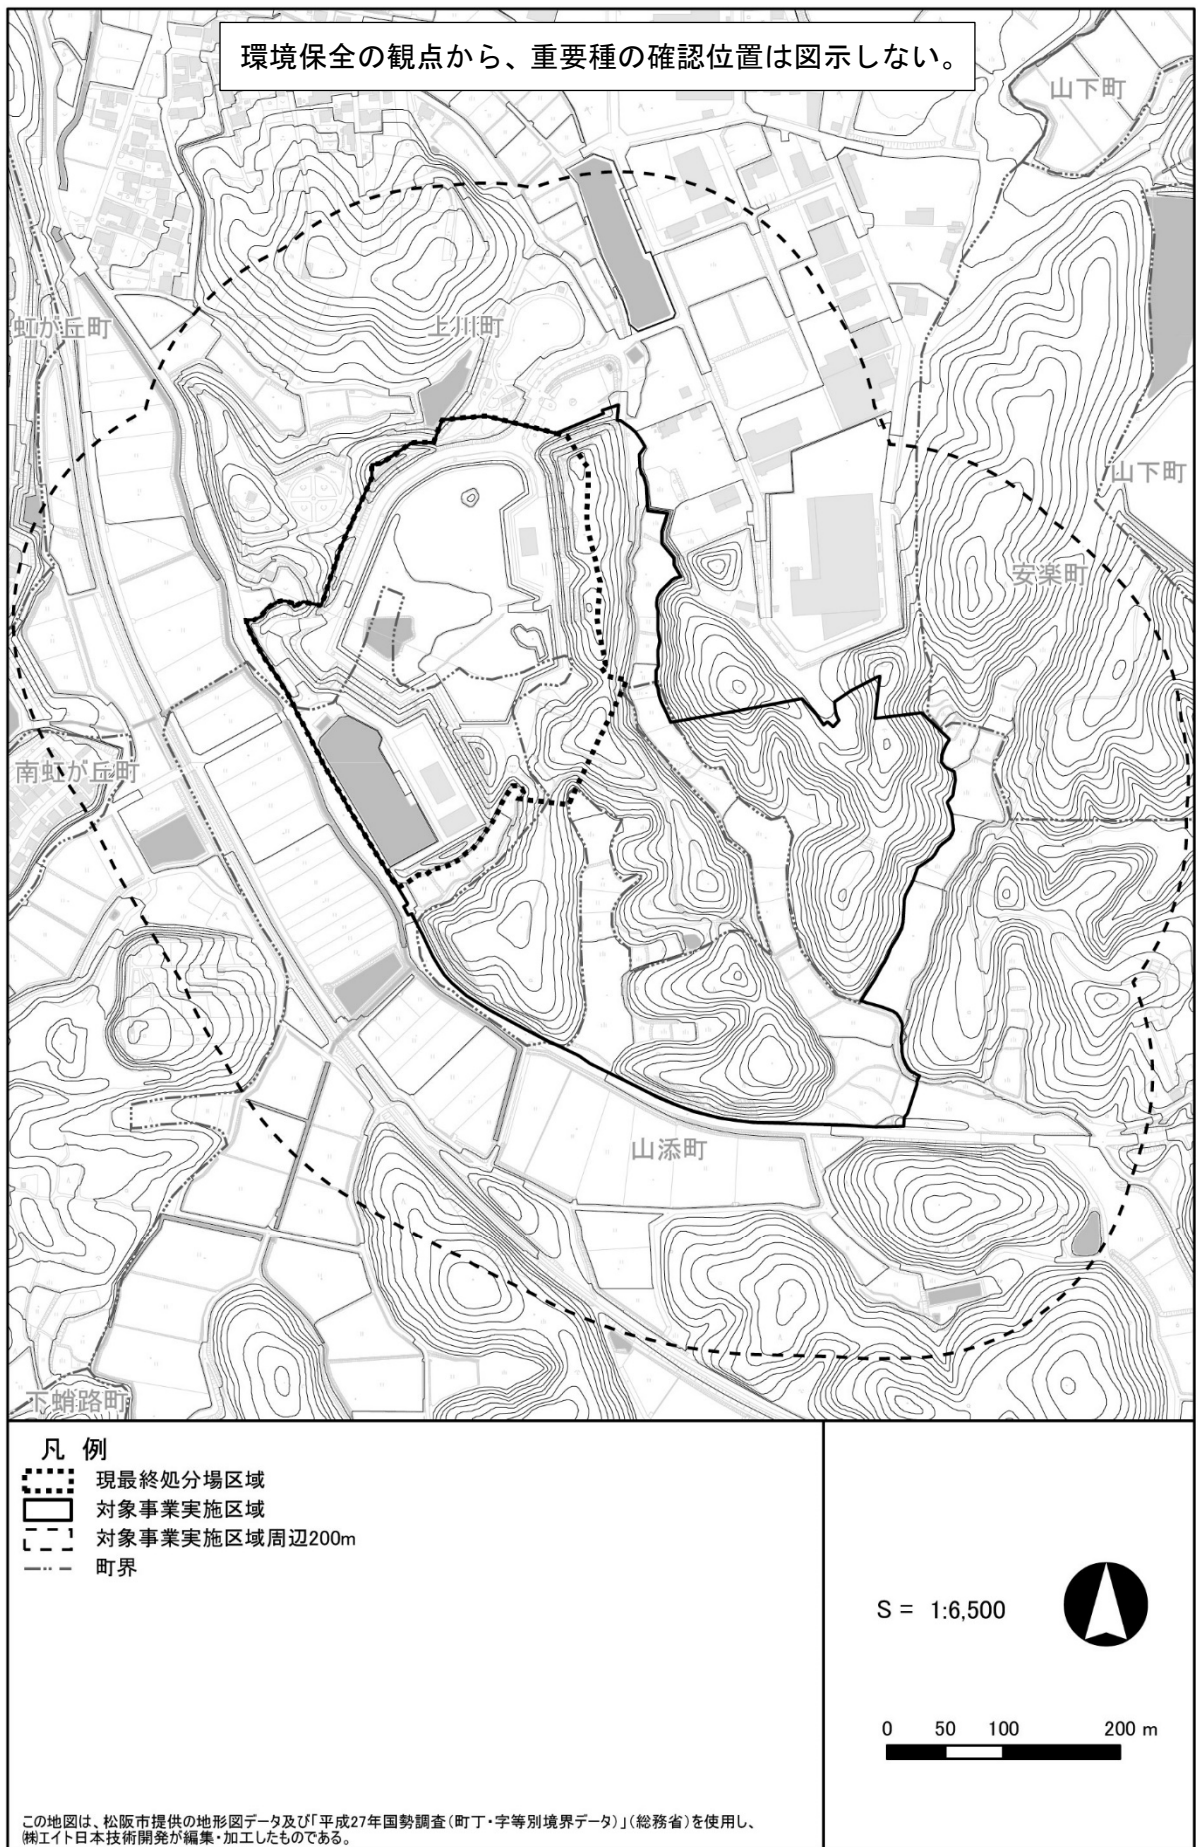 環境保全の観点から、重要種の確認位置は図示しない。
山下町
虹が丘町
上川町
山下町
安楽町
南虹が丘町
山添町
下蛸路町
凡 例
現最終処分場区域
対象事業実施区域
対象事業実施区域周辺200m
町界
S = 1:6,500
0 50 100 200 m
この地図は、松阪市提供の地形図データ及び「平成27年国勢調査(町丁・字等別境界データ)」(総務省)を使用し、
㈱エイト日本技術開発が編集・加工したものである。